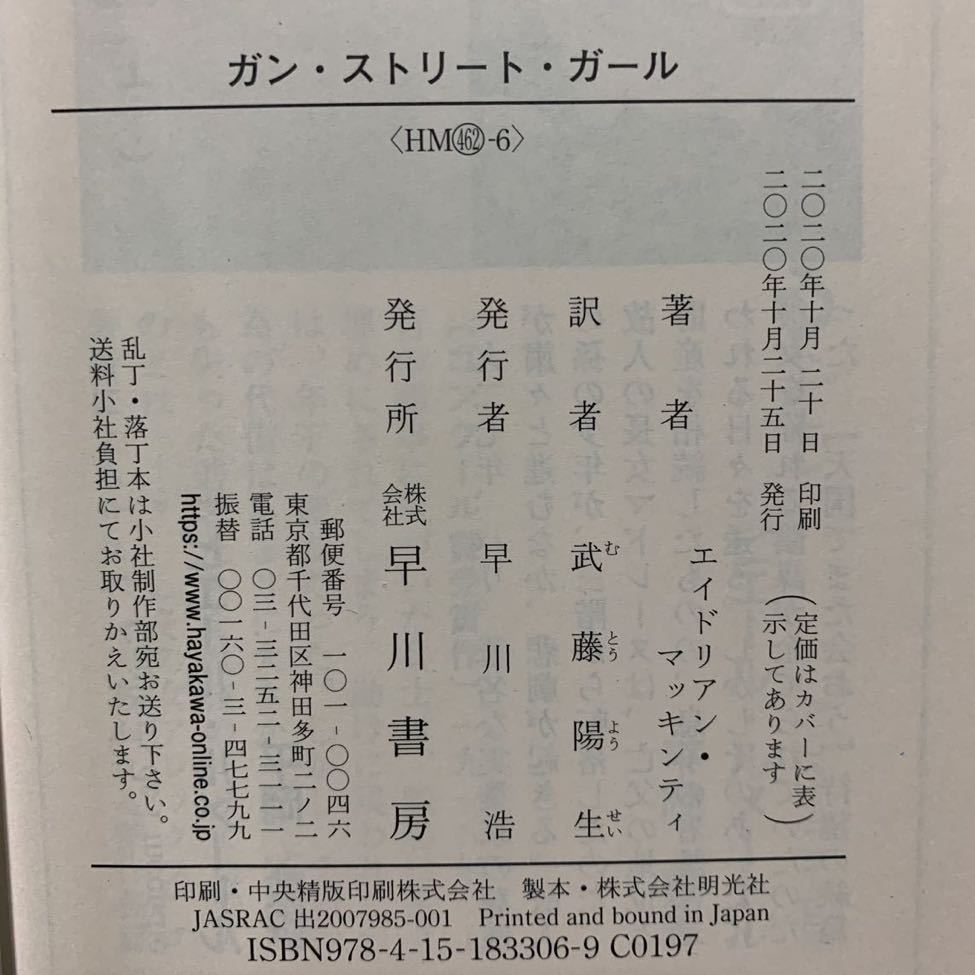 ガン・ストリート・ガール
〈HM㊻-6〉
二〇二〇年十月二十日 印刷
二〇二〇年十月二十五日 発行
（定価はカバーに表
示してあります）
著者 エイドリアン・
マッキンティ
訳者 武藤陽生
むとうようせい
発行者 早川浩
発行所 株式会社 早川書房
郵便番号 一〇一-〇〇四六
東京都千代田区神田多町二ノ二
電話 〇三-三二五二-三一一一
振替 〇〇一六〇-三-四七七九九
https://www.hayakawa-online.co.jp
乱丁・落丁本は小社制作部宛お送り下さい。
送料小社負担にてお取りかえいたします。
印刷・中央精版印刷株式会社 製本・株式会社明光社
JASRAC 出2007985-001 Printed and bound in Japan
ISBN978-4-15-183306-9 C0197